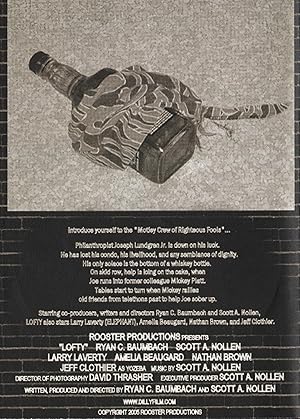 Introduce yourself to the "Motley Crew of Righteous Fools"...
Philanthropist Joseph Lundgren Jr. is down on his luck.
He has lost his condo, his livelihood, and any semblance of dignity.
His only solace is the bottom of a whiskey bottle.
On skid row, help is icing on the cake, when
Joe runs into former colleague Mickey Platt.
Tables start to turn when Mickey rallies
old friends from telethons past to help Joe sober up.
Starring co-producers, writers and directors Ryan C. Baumbach and Scott A. Nollen,
LOFTY also stars Larry Laverty (ELEPHANT), Amelia Beaugard, Nathan Brown, and Jeff Clothier.
ROOSTER PRODUCTIONS PRESENTS
"LOFTY" RYAN C. BAUMBACH SCOTT A. NOLLEN
LARRY LAVERTY AMELIA BEAUGARD NATHAN BROWN
JEFF CLOTHIER AS YOZEPH MUSIC BY SCOTT A. NOLLEN
DIRECTOR OF PHOTOGRAPHY DAVID THRASHER EXECUTIVE PRODUCER SCOTT A. NOLLEN
WRITTEN, PRODUCED AND DIRECTED BY RYAN C. BAUMBACH AND SCOTT A. NOLLEN
WWW.DILLYFILM.COM
COPYRIGHT 2005 ROOSTER PRODUCTIONS